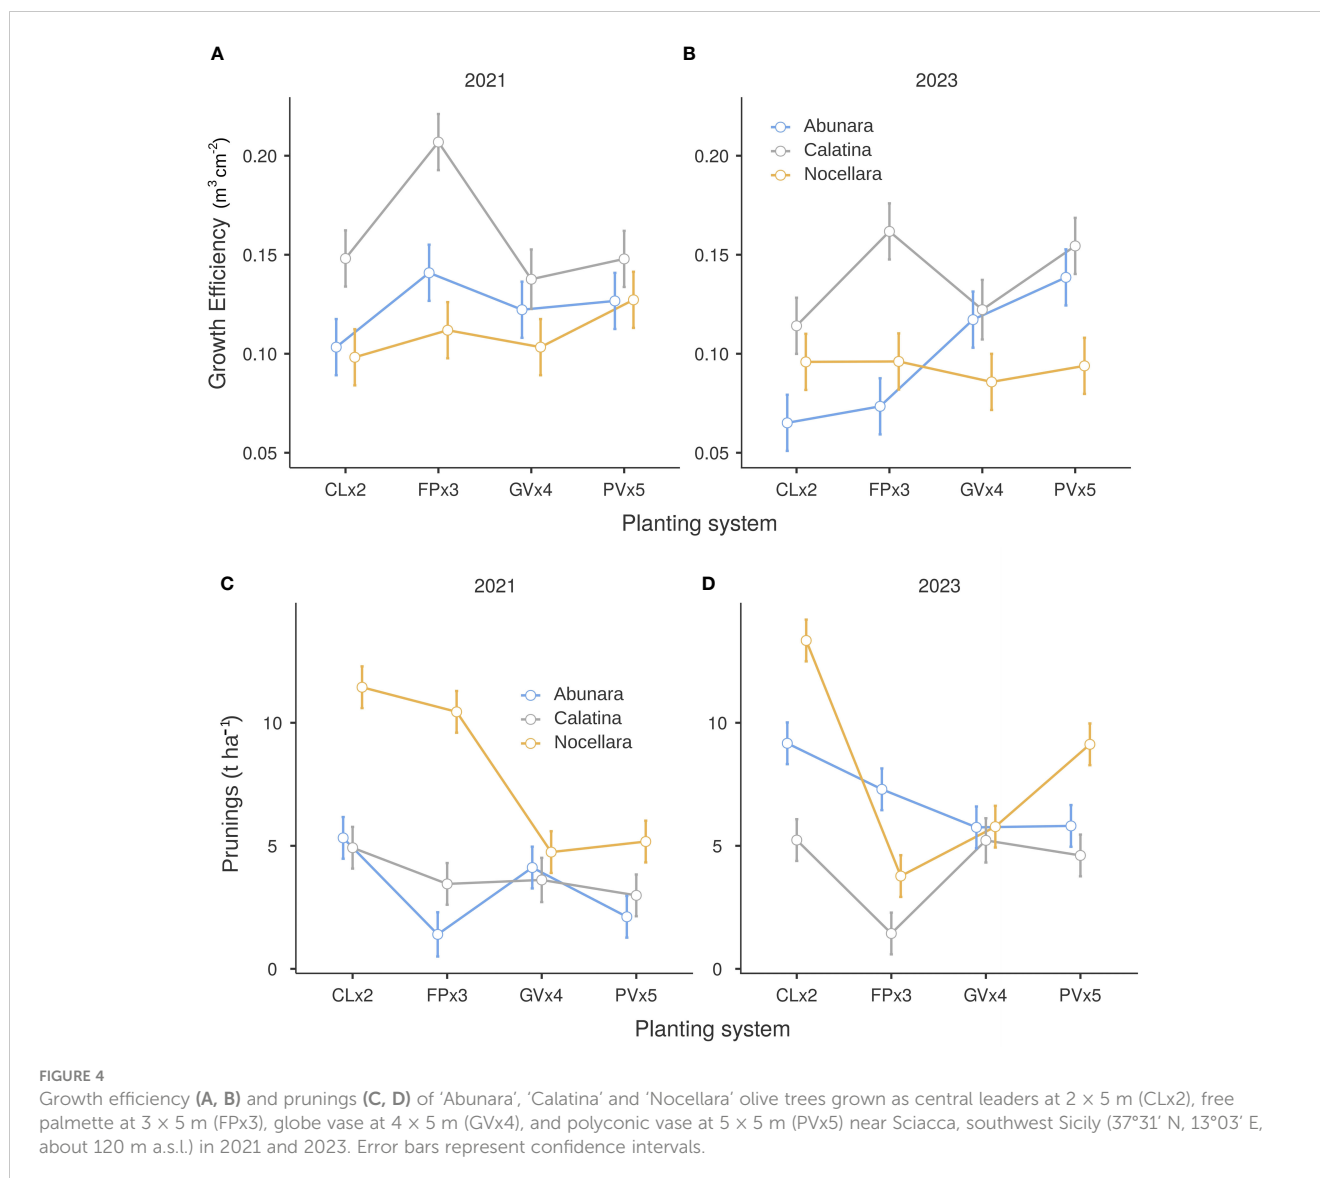 A
2021
Growth Efficiency (m3 cm-2)
0.20
0.15
0.10
0.05
CLx2 FPx3 GVx4 PVx5
B
2023
Abunara
Calatina
Nocellara
0.20
0.15
0.10
0.05
CLx2 FPx3 GVx4 PVx5
Planting system
C
2021
Prunings (t ha-1)
Abunara
Calatina
Nocellara
10
5
0
CLx2 FPx3 GVx4 PVx5
D
2023
10
5
0
CLx2 FPx3 GVx4 PVx5
Planting system
FIGURE 4
Growth efficiency (A, B) and prunings (C, D) of ‘Abunara’, ‘Calatina’ and ‘Nocellara’ olive trees grown as central leaders at 2 × 5 m (CLx2), free
palmette at 3 × 5 m (FPx3), globe vase at 4 × 5 m (GVx4), and polyconic vase at 5 × 5 m (PVx5) near Sciacca, southwest Sicily (37°31’ N, 13°03’ E,
about 120 m a.s.l.) in 2021 and 2023. Error bars represent confidence intervals.